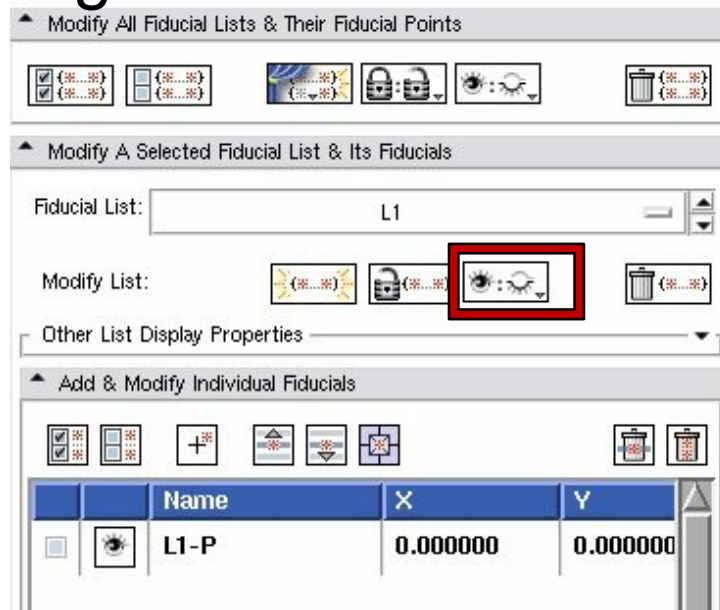 Modify All Fiducial Lists & Their Fiducial Points
Modify A Selected Fiducial List & Its Fiducials
Fiducial List: L1
Modify List:
Other List Display Properties
Add & Modify Individual Fiducials
Name X Y
L1-P 0.000000 0.000000